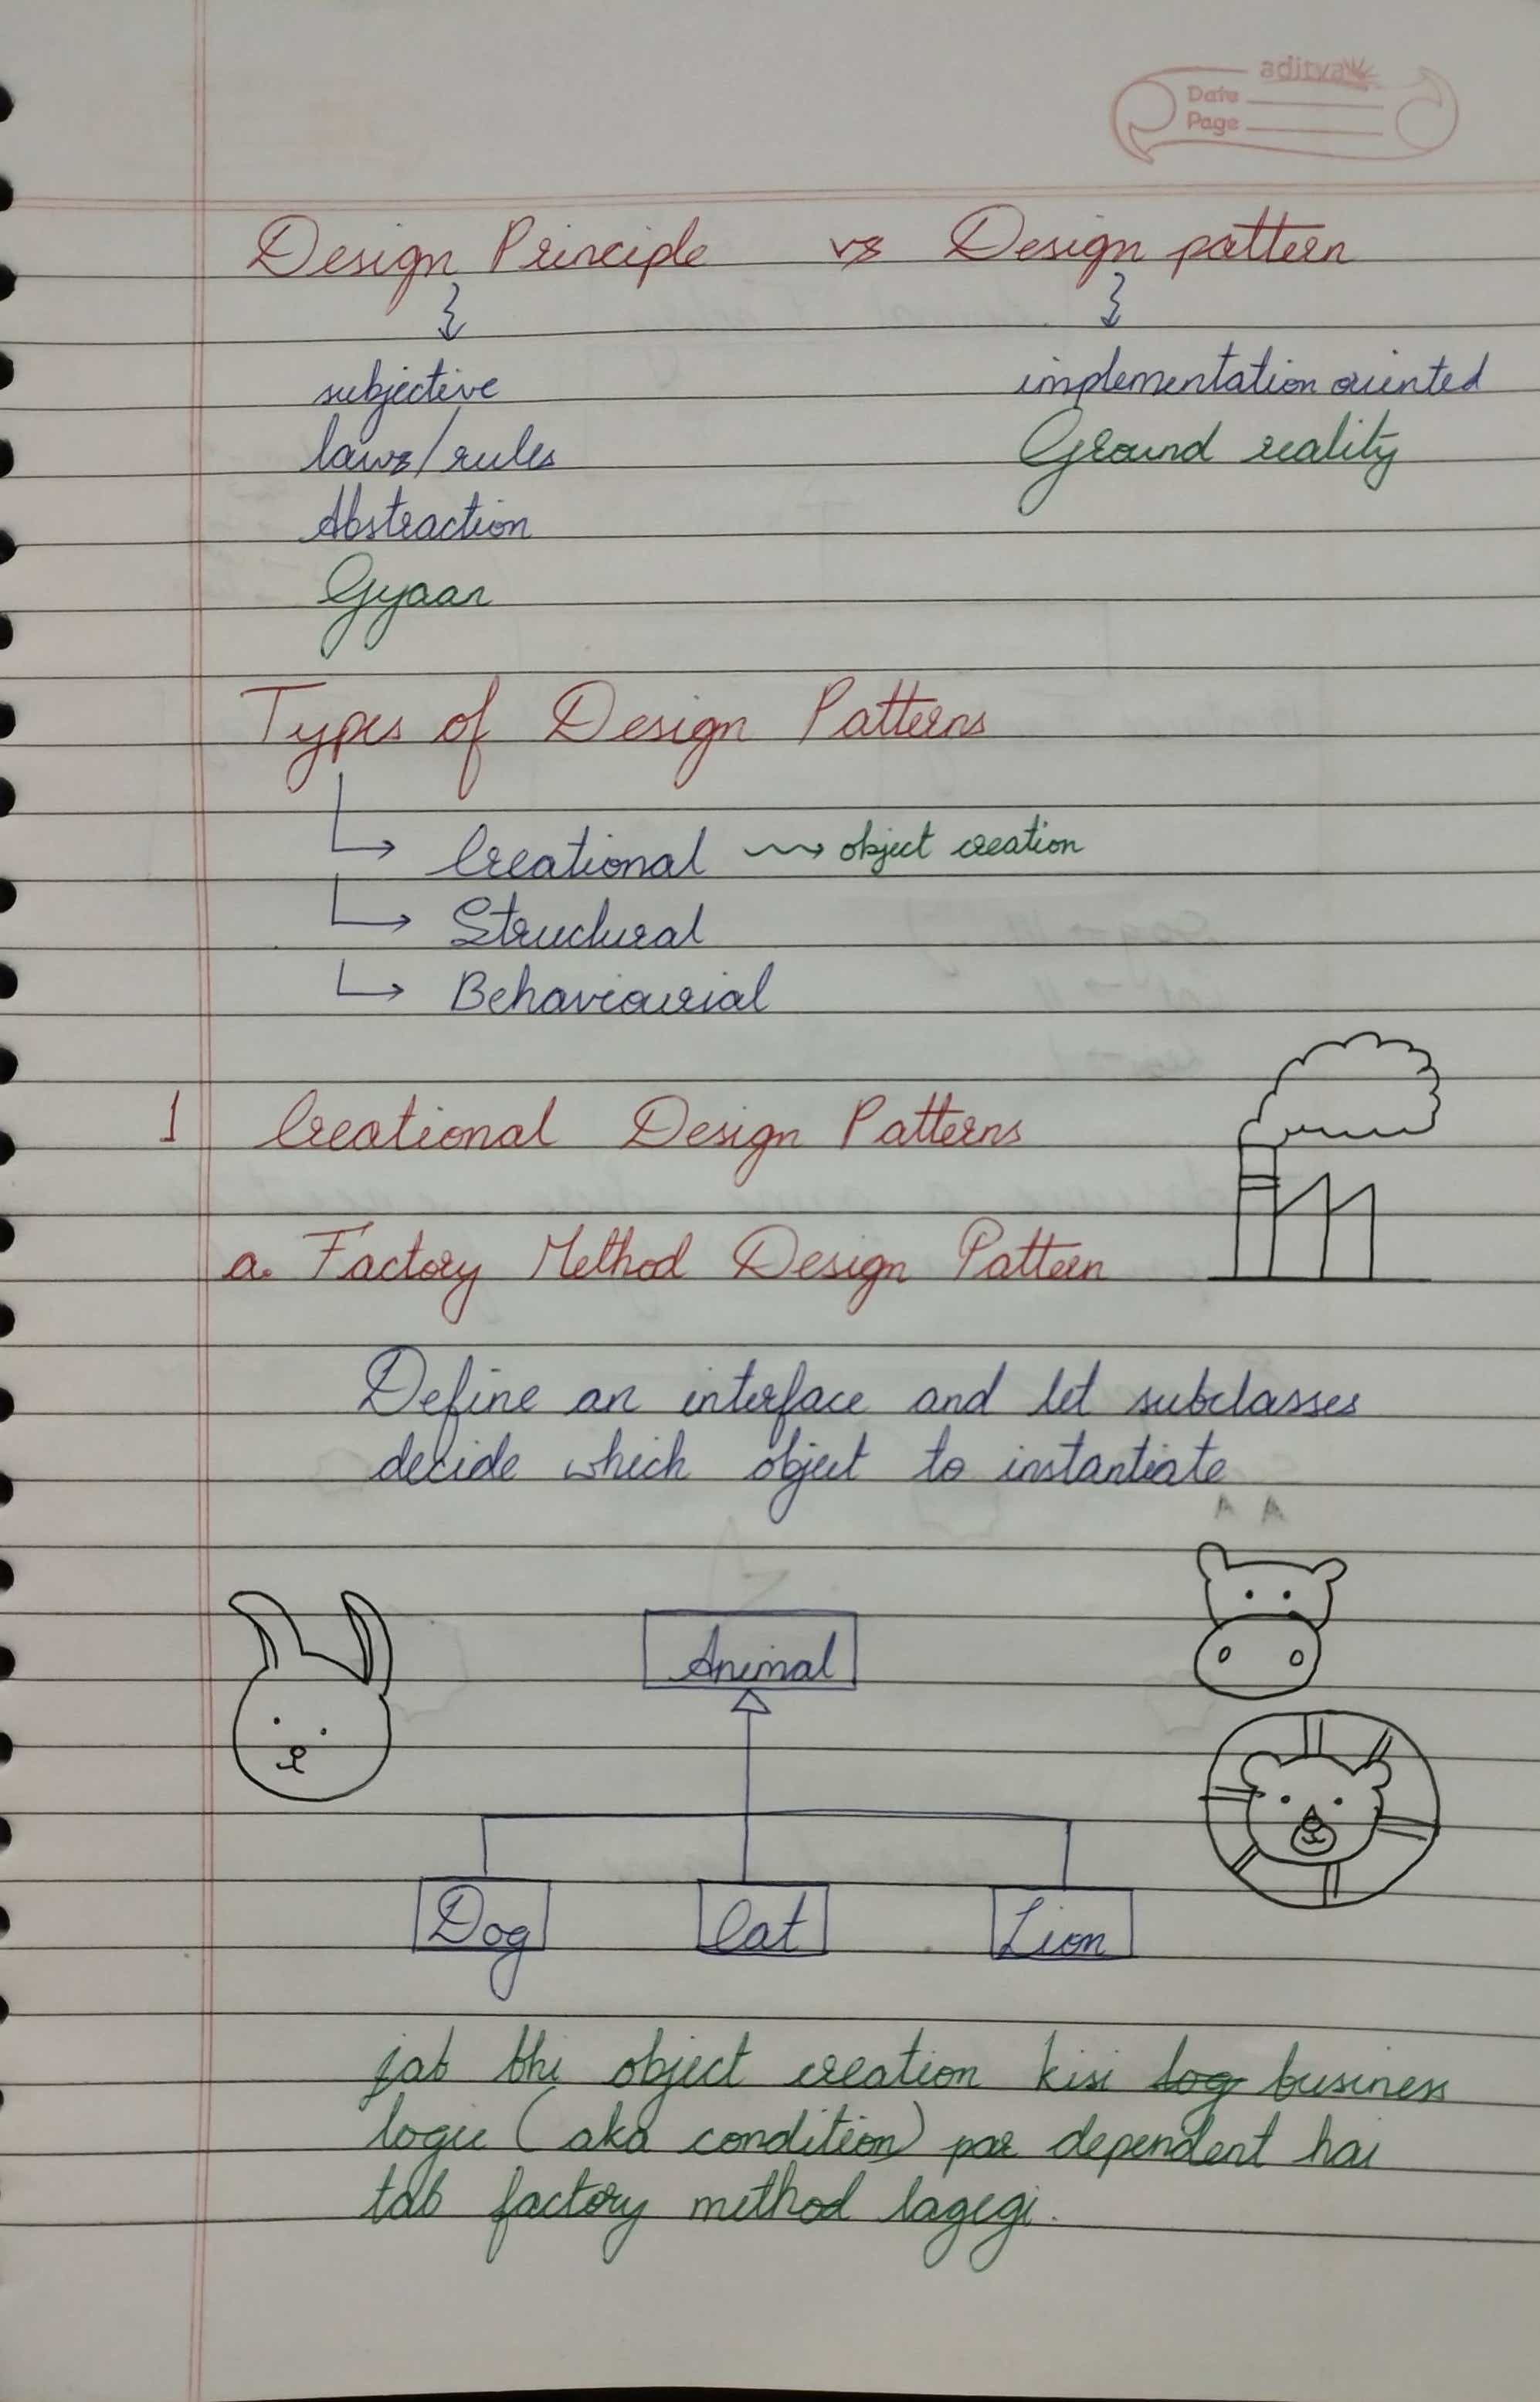 aditya
Date
Page
Design Principle vs Design pattern
subjective implementation oriented
laws/rules Ground reality
Abstraction
Gyaan
Types of Design Patterns
Creational object creation
Structural
Behaviourial
1 Creational Design Patterns
a. Factory Method Design Pattern
Define an interface and let subclasses
decide which object to instantiate
Animal
Dog Cat Lion
jab bhi object creation kisi log business
logic (aka condition) par dependent hai
tab factory method lagegi.